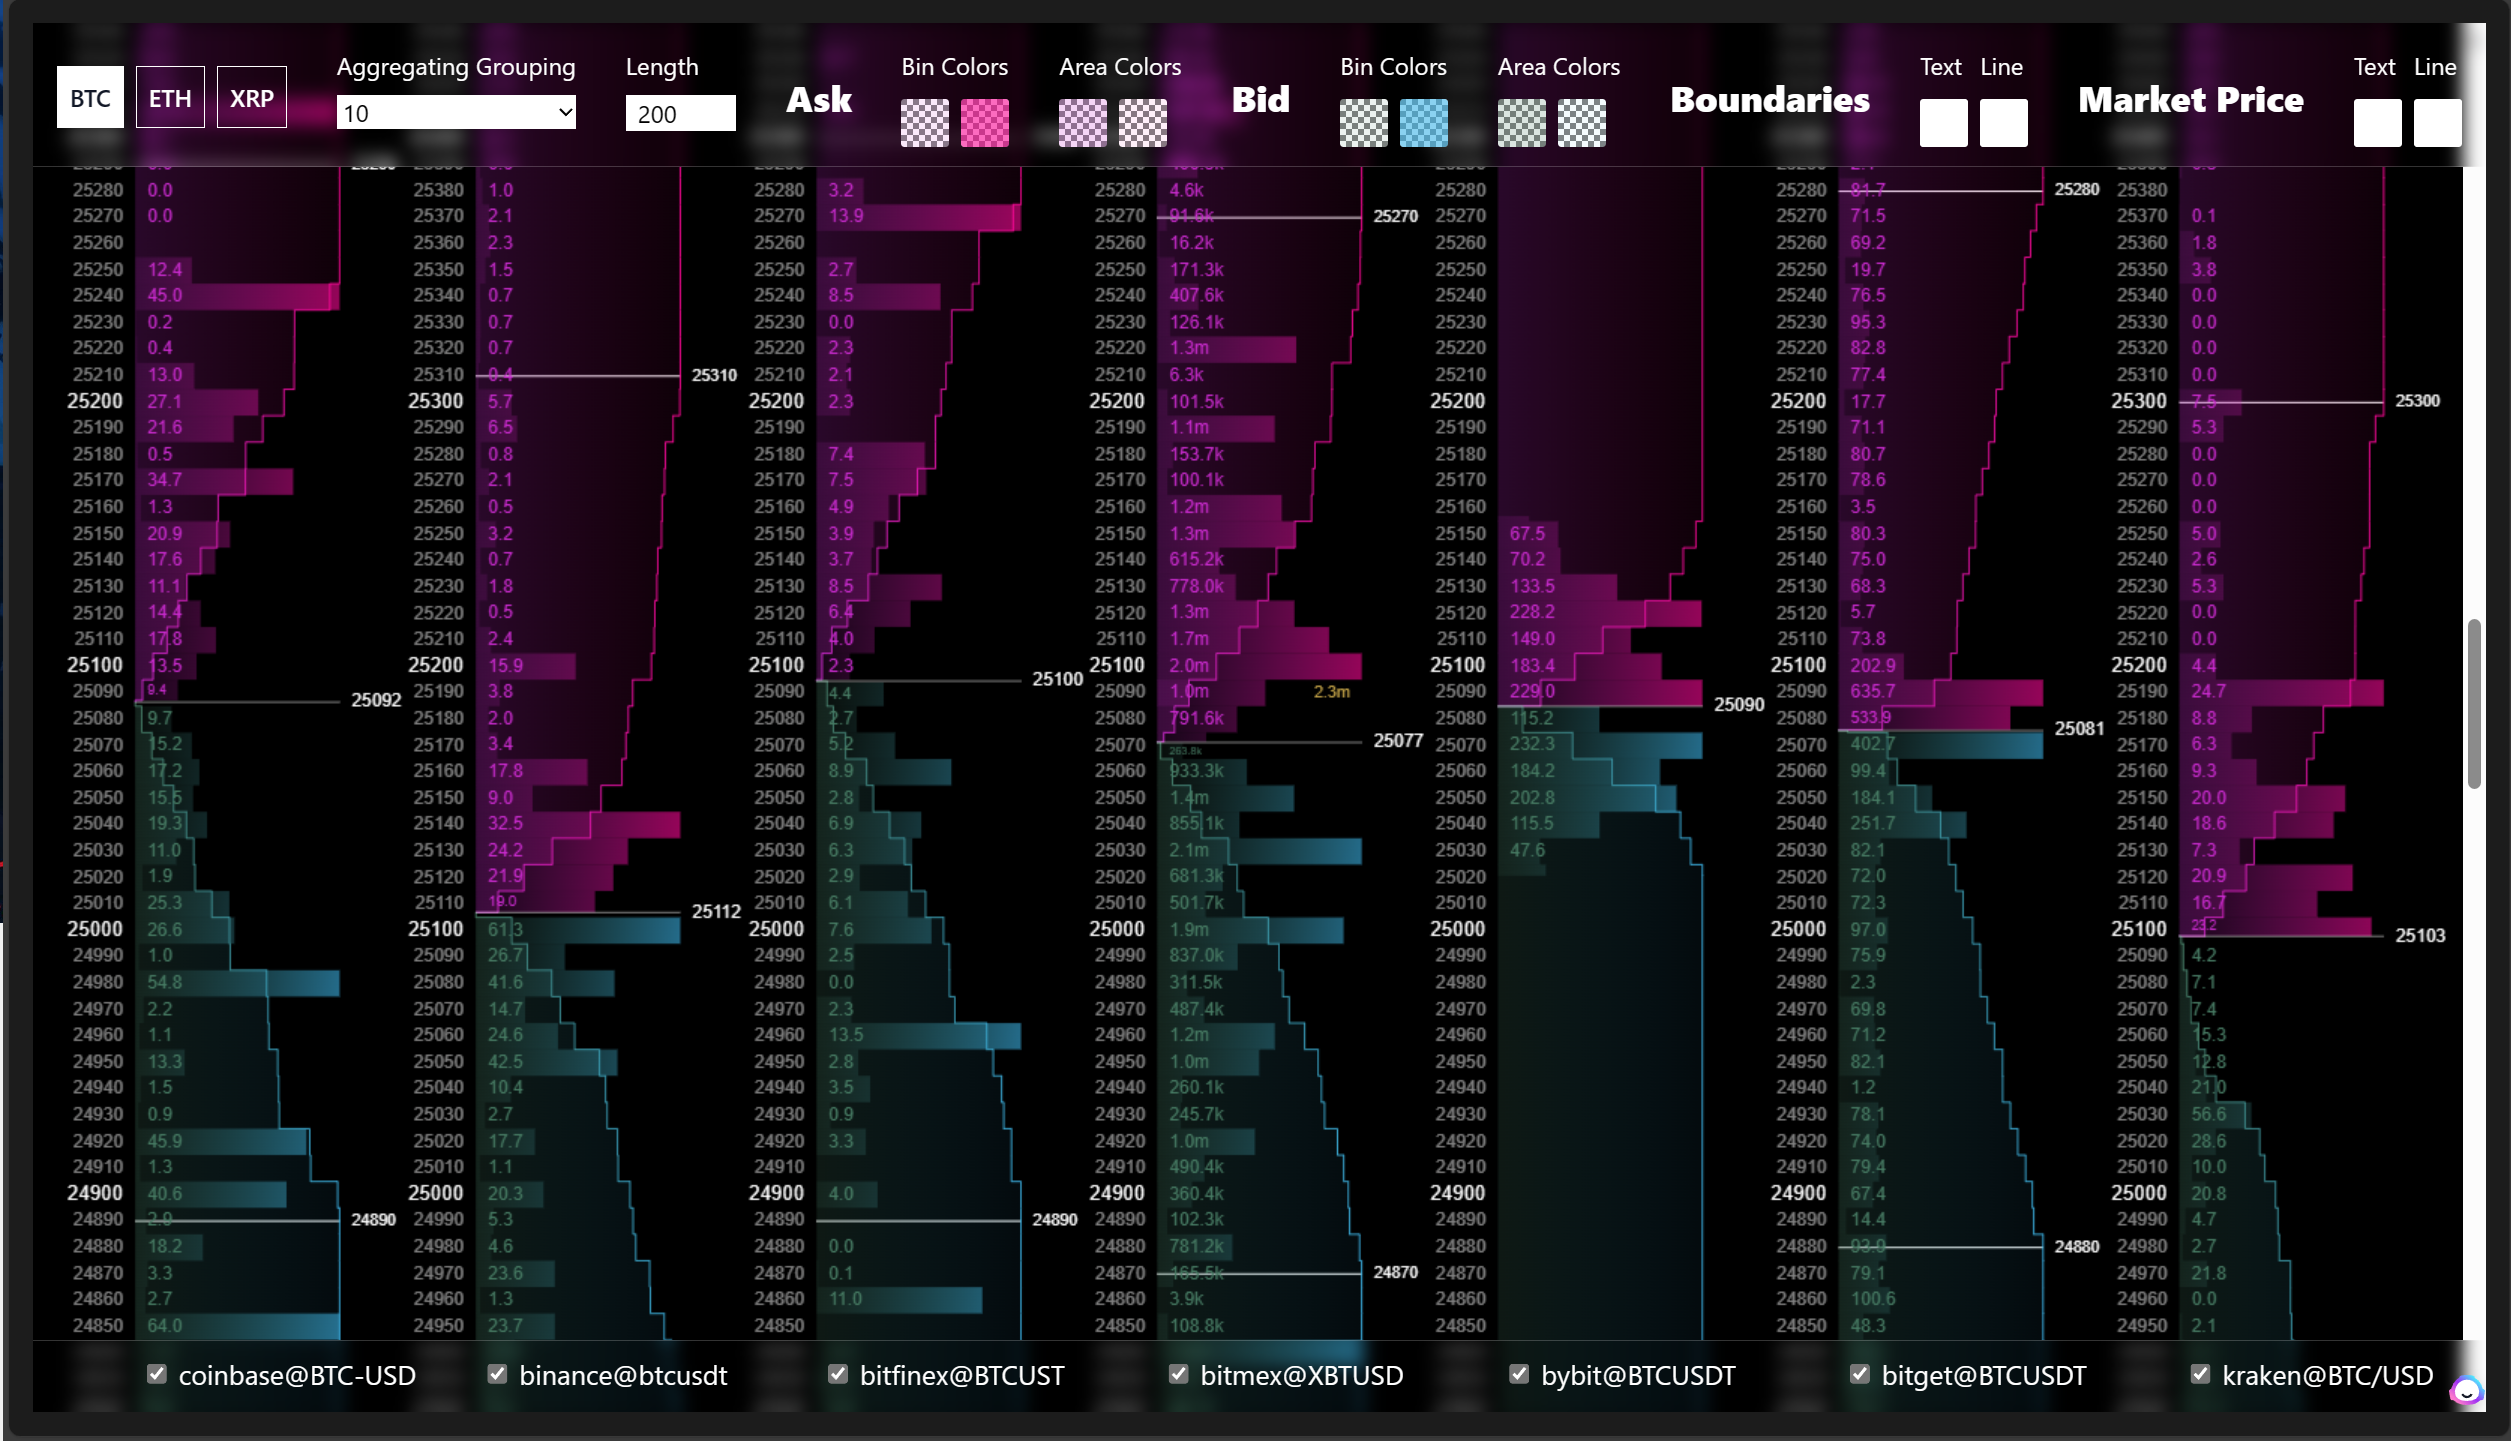 BTC ETH XRP Aggregating Grouping 10 Length 200 Ask Bin Colors Area Colors Bid Bin Colors Area Colors Boundaries Text Line Market Price Text Line
25280 0.0 25380 1.0 25280 3.2 25280 4.6k 25280 25280 81.7 25280 25380
25270 0.0 25370 2.1 25270 13.9 25270 91.6k 25270 25270 25270 71.5 25370 0.1
25260 25360 2.3 25260 25260 16.2k 25260 25260 69.2 25360 1.8
25250 12.4 25350 1.5 25250 2.7 25250 171.3k 25250 25250 19.7 25350 3.8
25240 45.0 25340 0.7 25240 8.5 25240 407.6k 25240 25240 76.5 25340 0.0
25230 0.2 25330 0.7 25230 0.0 25230 126.1k 25230 25230 95.3 25330 0.0
25220 0.4 25320 0.7 25220 2.3 25220 1.3m 25220 25220 82.8 25320 0.0
25210 13.0 25310 0.4 25310 25210 2.1 25210 6.3k 25210 25210 77.4 25310 0.0
25200 27.1 25300 5.7 25200 2.3 25200 101.5k 25200 25200 17.7 25300 7.5 25300
25190 21.6 25290 6.5 25190 25190 1.1m 25190 25190 71.1 25290 5.3
25180 0.5 25280 0.8 25180 7.4 25180 153.7k 25180 25180 80.7 25280 0.0
25170 34.7 25270 2.1 25170 7.5 25170 100.1k 25170 25170 78.6 25270 0.0
25160 1.3 25260 0.5 25160 4.9 25160 1.2m 25160 25160 3.5 25260 0.0
25150 20.9 25250 3.2 25150 3.9 25150 1.3m 25150 67.5 25150 80.3 25250 5.0
25140 17.6 25240 0.7 25140 3.7 25140 615.2k 25140 70.2 25140 75.0 25240 2.6
25130 11.1 25230 1.8 25130 8.5 25130 778.0k 25130 133.5 25130 68.3 25230 5.3
25120 14.4 25220 0.5 25120 6.4 25120 1.3m 25120 228.2 25120 5.7 25220 0.0
25110 17.8 25210 2.4 25110 4.0 25110 1.7m 25110 149.0 25110 73.8 25210 0.0
25100 13.5 25200 15.9 25100 2.3 25100 25100 2.0m 25100 183.4 25100 202.9 25200 4.4
25090 9.4 25092 25190 3.8 25090 4.4 25090 1.0m 2.3m 25090 229.0 25090 25090 635.7 25190 24.7
25080 9.7 25180 2.0 25080 2.7 25080 791.6k 25080 115.2 25080 533.9 25081 25180 8.8
25070 15.2 25170 3.4 25070 5.2 25070 263.8k 25077 25070 232.3 25070 402.7 25170 6.3
25060 17.2 25160 17.8 25060 8.9 25060 933.3k 25060 184.2 25060 99.4 25160 9.3
25050 15.5 25150 9.0 25050 2.8 25050 1.4m 25050 202.8 25050 184.1 25150 20.0
25040 19.3 25140 32.5 25040 6.9 25040 855.1k 25040 115.5 25040 251.7 25140 18.6
25030 11.0 25130 24.2 25030 6.3 25030 2.1m 25030 47.6 25030 82.1 25130 7.3
25020 1.9 25120 21.9 25020 2.9 25020 681.3k 25020 25020 72.0 25120 20.9
25010 25.3 25110 19.0 25112 25010 6.1 25010 501.7k 25010 25010 72.3 25110 16.7
25000 26.6 25100 61.3 25000 7.6 25000 1.9m 25000 25000 97.0 25100 23.2 25103
24990 1.0 25090 26.7 24990 2.5 24990 837.0k 24990 24990 75.9 25090 4.2
24980 54.8 25080 41.6 24980 0.0 24980 311.5k 24980 24980 2.3 25080 7.1
24970 2.2 25070 14.7 24970 2.3 24970 487.4k 24970 24970 69.8 25070 7.4
24960 1.1 25060 24.6 24960 13.5 24960 1.2m 24960 24960 71.2 25060 15.3
24950 13.3 25050 42.5 24950 2.8 24950 1.0m 24950 24950 82.1 25050 12.8
24940 1.5 25040 10.4 24940 3.5 24940 260.1k 24940 24940 1.2 25040 21.0
24930 0.9 25030 2.7 24930 0.9 24930 245.7k 24930 24930 78.1 25030 56.6
24920 45.9 25020 17.7 24920 3.3 24920 1.0m 24920 24920 74.0 25020 28.6
24910 1.3 25010 1.1 24910 24910 490.4k 24910 24910 79.4 25010 10.0
24900 40.6 25000 20.3 24900 4.0 24900 360.4k 24900 24900 67.4 25000 20.8
24890 2.9 24890 24990 5.3 24890 24890 24890 102.3k 24890 24890 14.4 24990 4.7
24880 18.2 24980 4.6 24880 0.0 24880 781.2k 24880 24880 93.9 24880 24980 2.7
24870 3.3 24970 23.6 24870 0.1 24870 165.5k 24870 24870 24870 79.1 24970 21.8
24860 2.7 24960 1.3 24860 11.0 24860 3.9k 24860 24860 100.6 24960 0.0
24850 64.0 24950 23.7 24850 24850 108.8k 24850 24850 48.3 24950 2.1
coinbase@BTC-USD binance@btcusdt bitfinex@BTCUST bitmex@XBTUSD bybit@BTCUSDT bitget@BTCUSDT kraken@BTC/USD